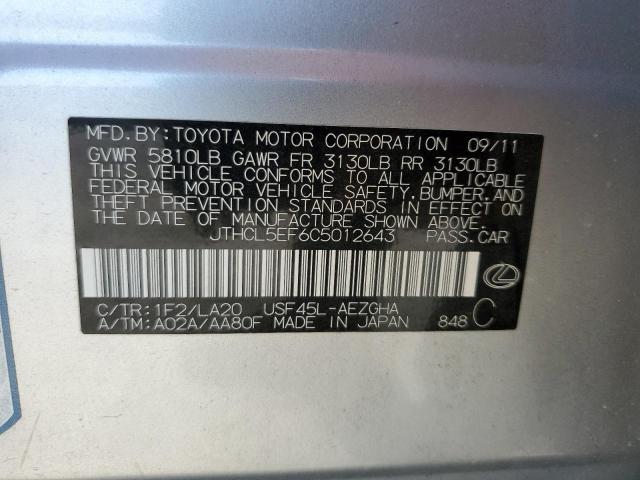 MFD.BY:TOYOTA MOTOR CORPORATION 09/11
GVWR 5810LB GAWR FR 3130LB RR 3130LB
THIS VEHICLE CONFORMS TO ALL APPLICABLE
FEDERAL MOTOR VEHICLE SAFETY,BUMPER,AND
THEFT PREVENTION STANDARDS IN EFFECT ON
THE DATE OF MANUFACTURE SHOWN ABOVE.
JTHCL5EF6C5012643 PASS.CAR
C/TR:1F2/LA20 USF45L-AEZGHA
A/TM:A02A/AA80F MADE IN JAPAN 848 C